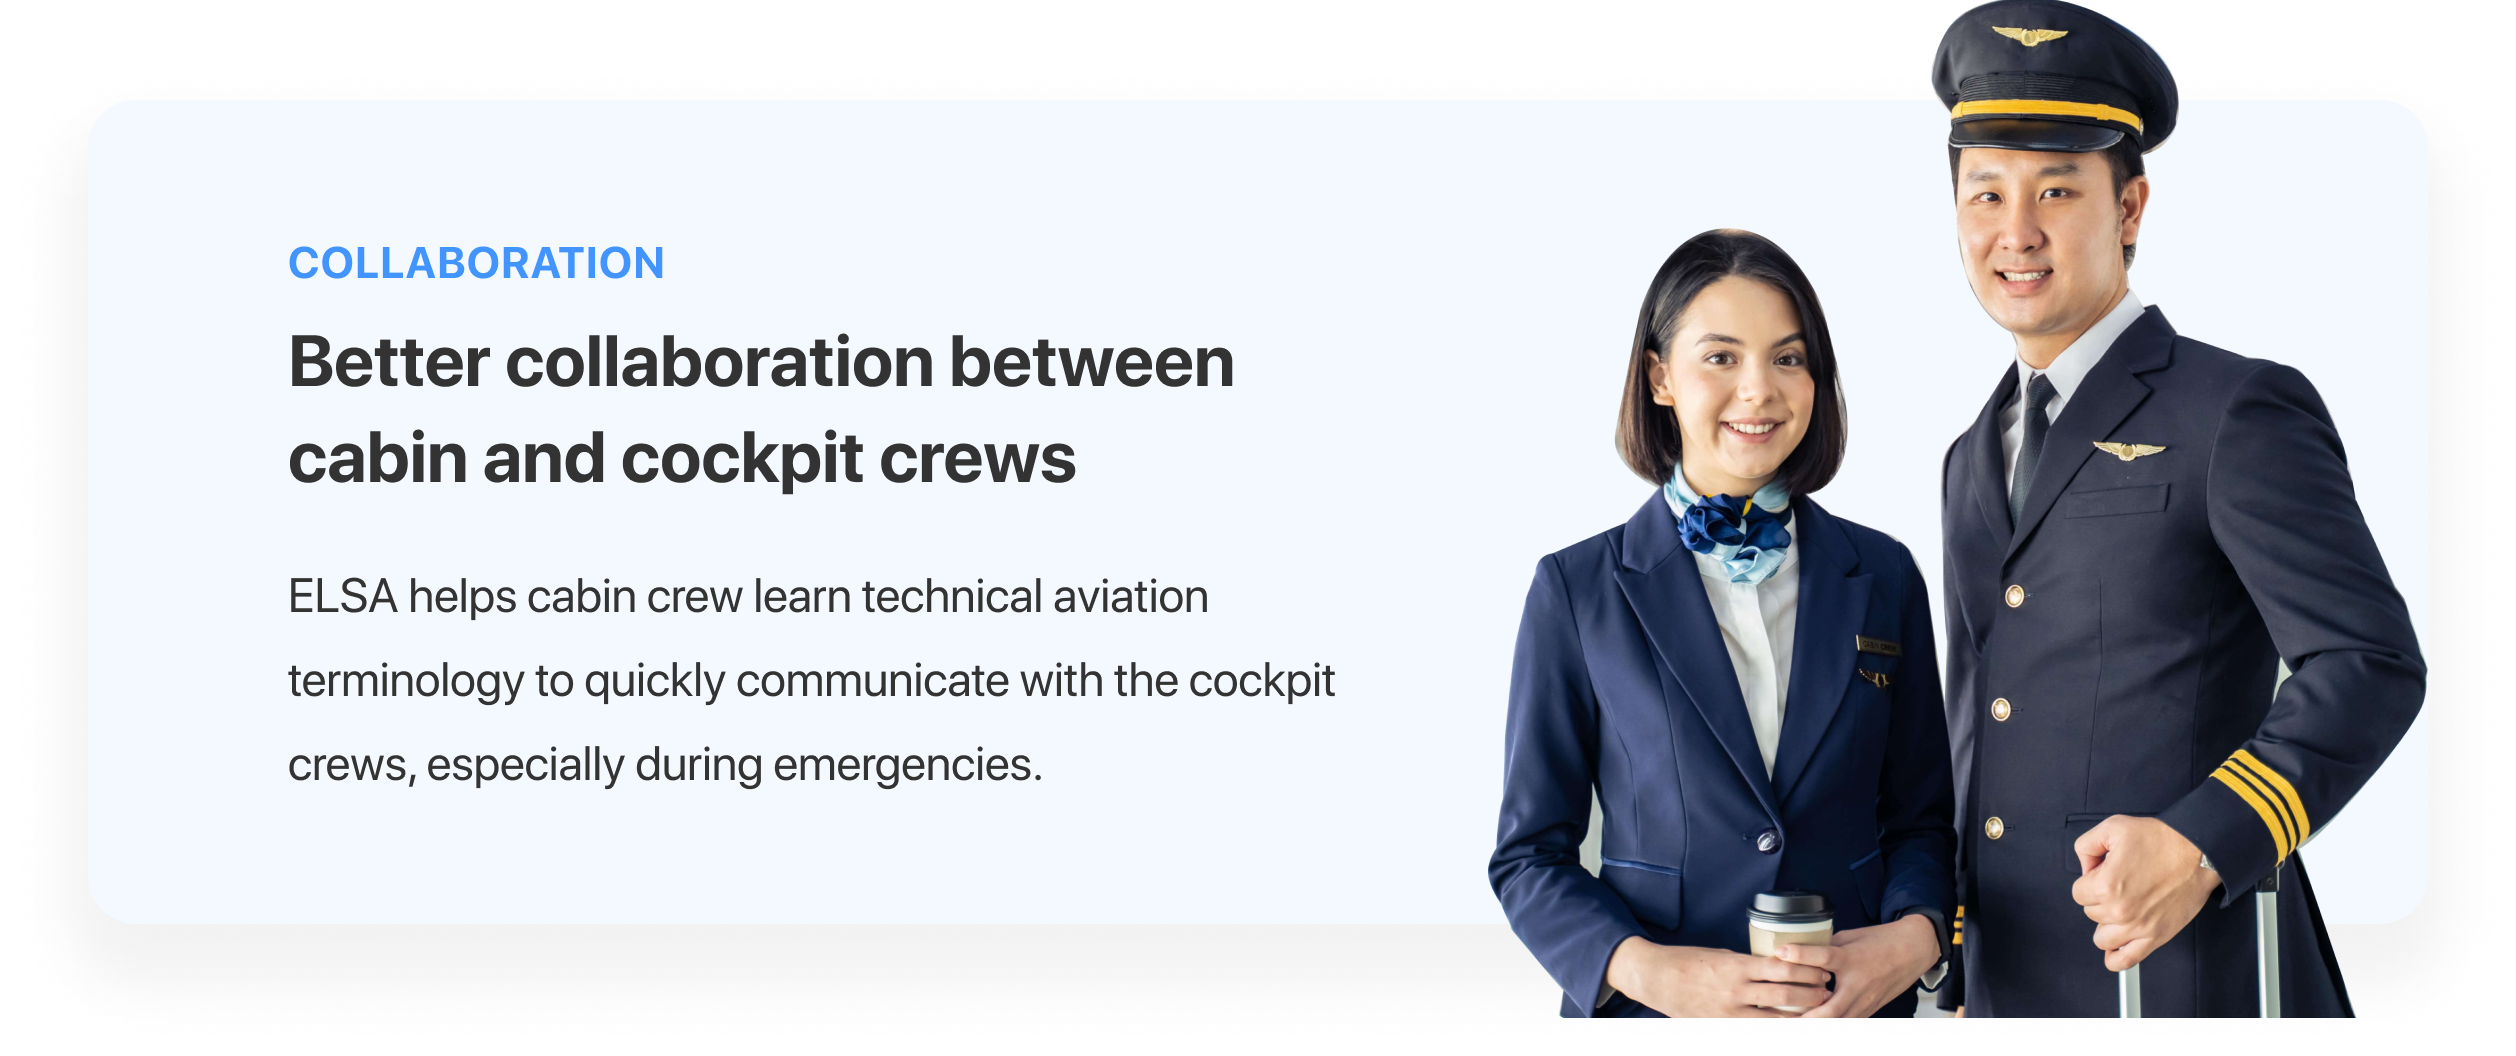 COLLABORATION
Better collaboration between
cabin and cockpit crews
ELSA helps cabin crew learn technical aviation
terminology to quickly communicate with the cockpit
crews, especially during emergencies.